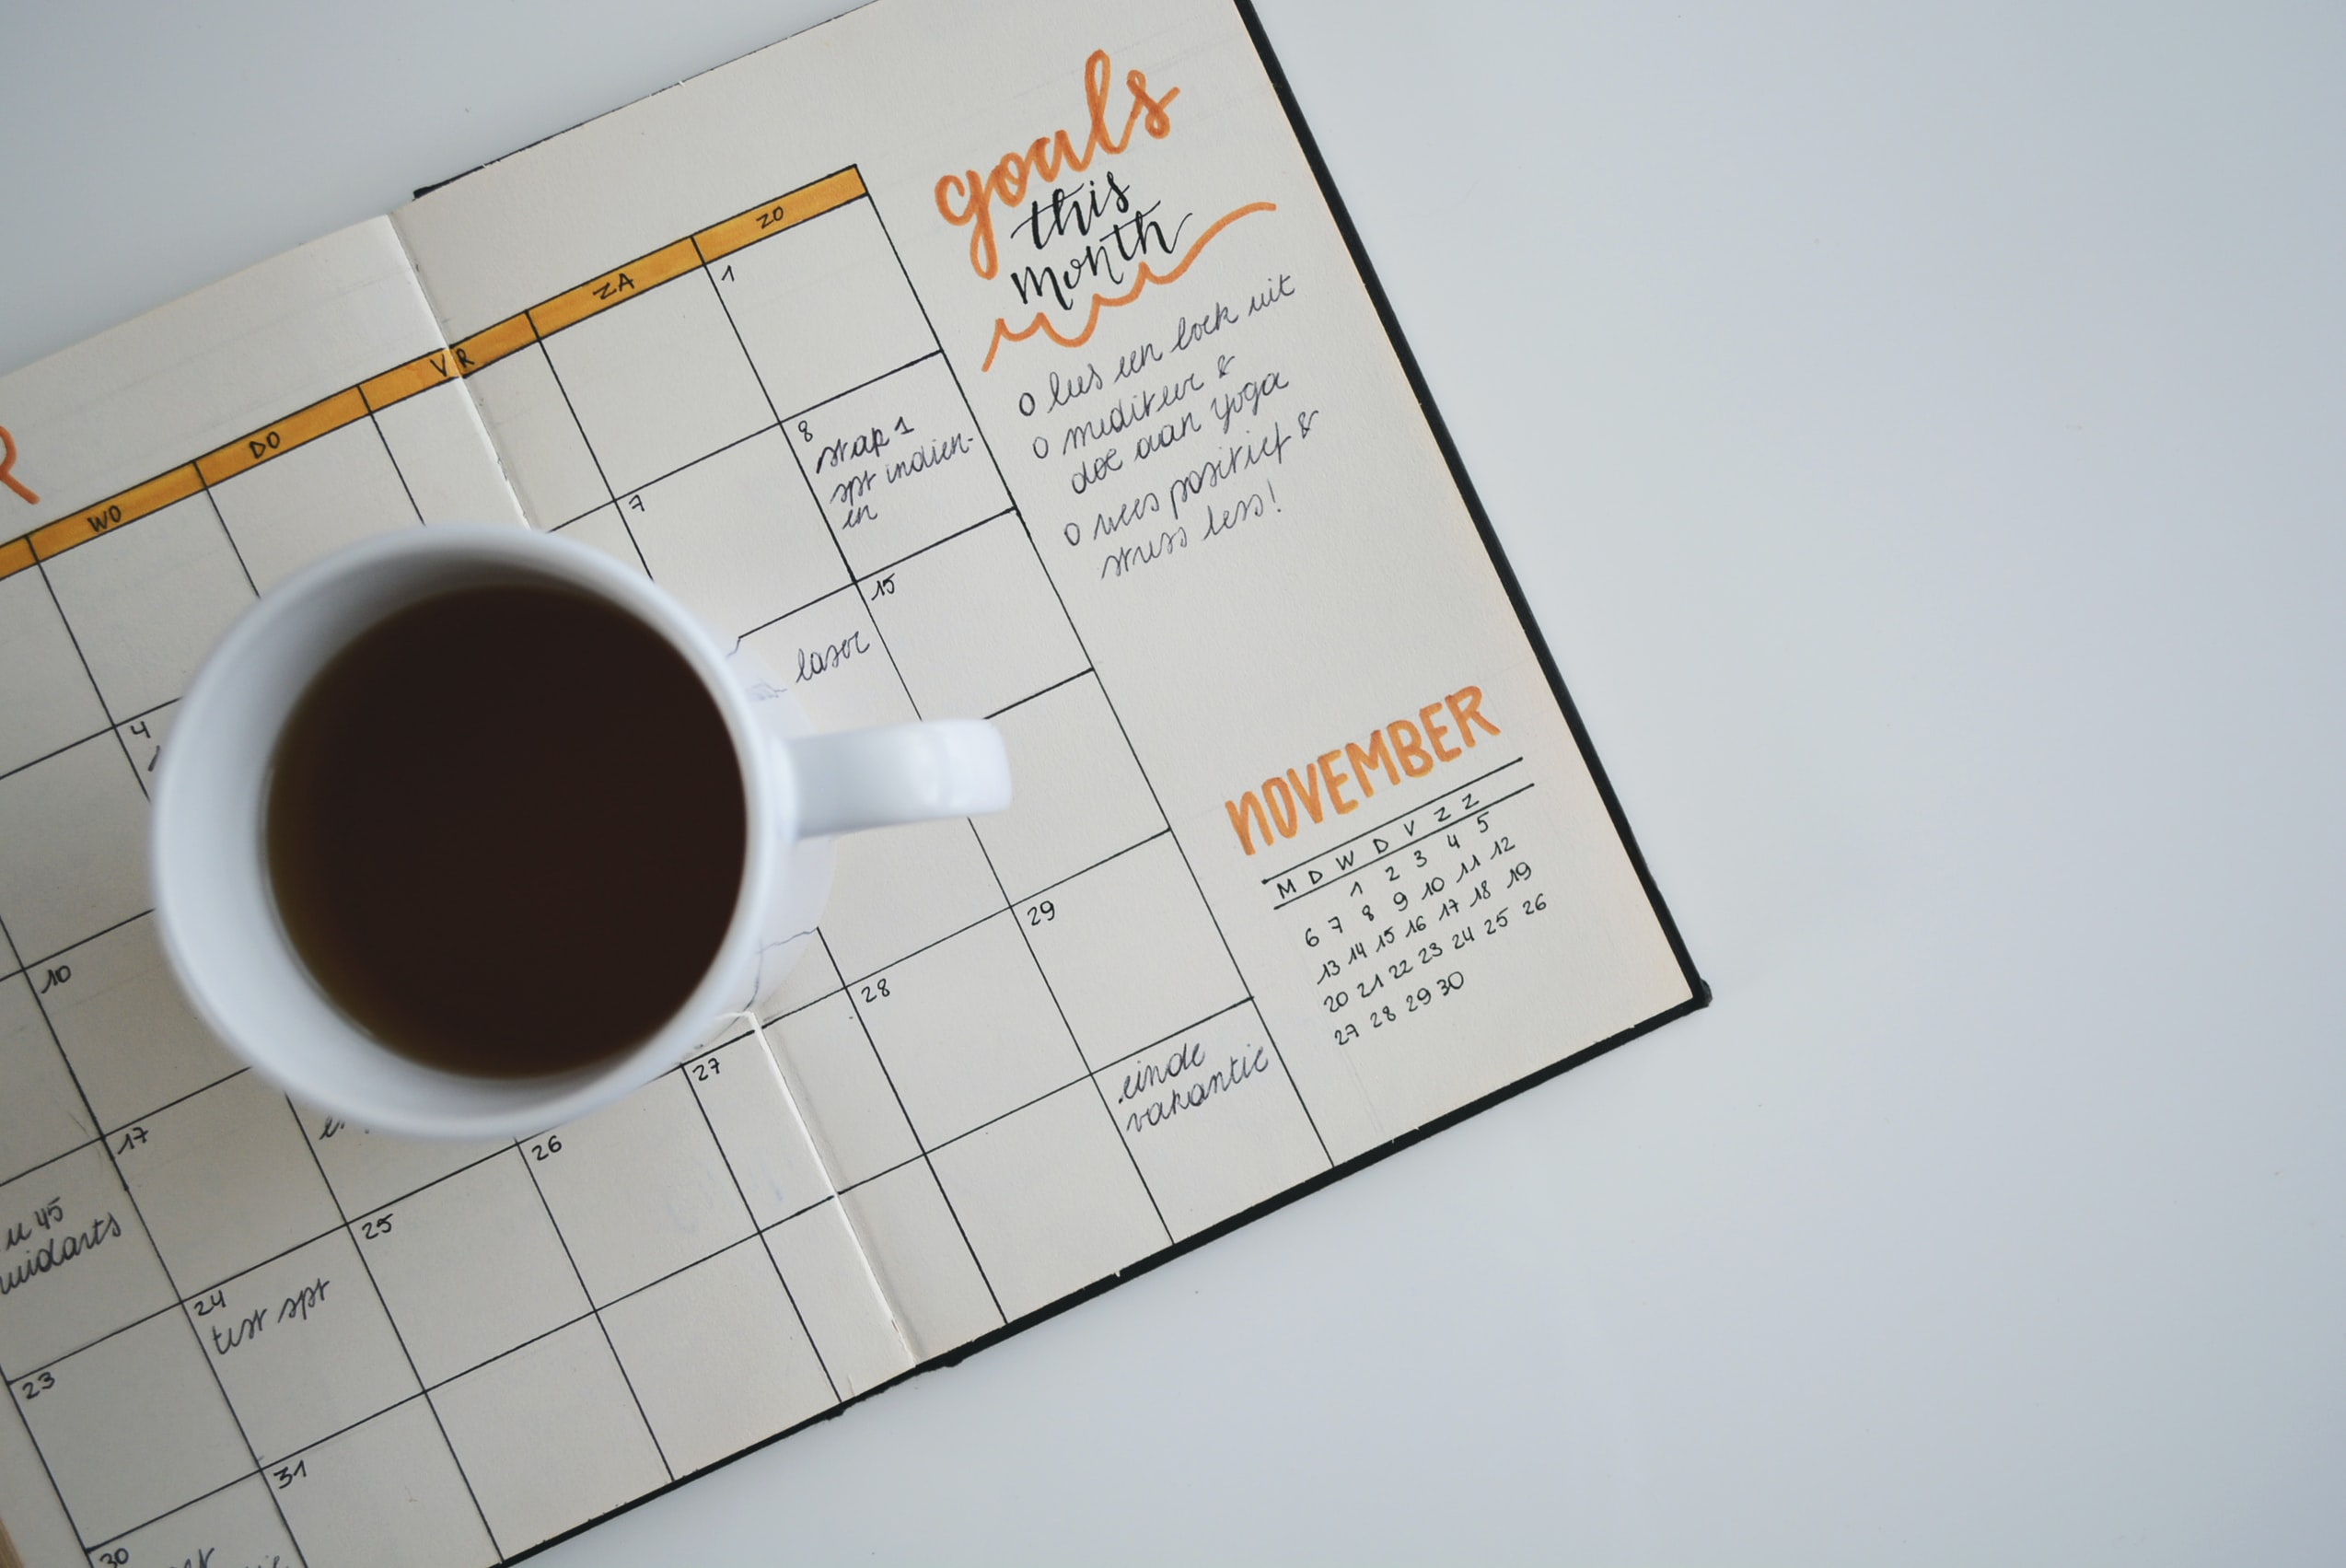 R
WO DO VR ZA ZO
1
4
7
8
stap 1
spt indien-
en
10
laser
15
17
u 45
23
24
test spt
25
26
27
28
29
einde
vakantie
30
31
goals
this
month
o lees een boek uit
o mediteer &
doe aan yoga
o wees positief &
stress less!
NOVEMBER
M D W D V Z Z
1 2 3 4 5
6 7 8 9 10 11 12
13 14 15 16 17 18 19
20 21 22 23 24 25 26
27 28 29 30